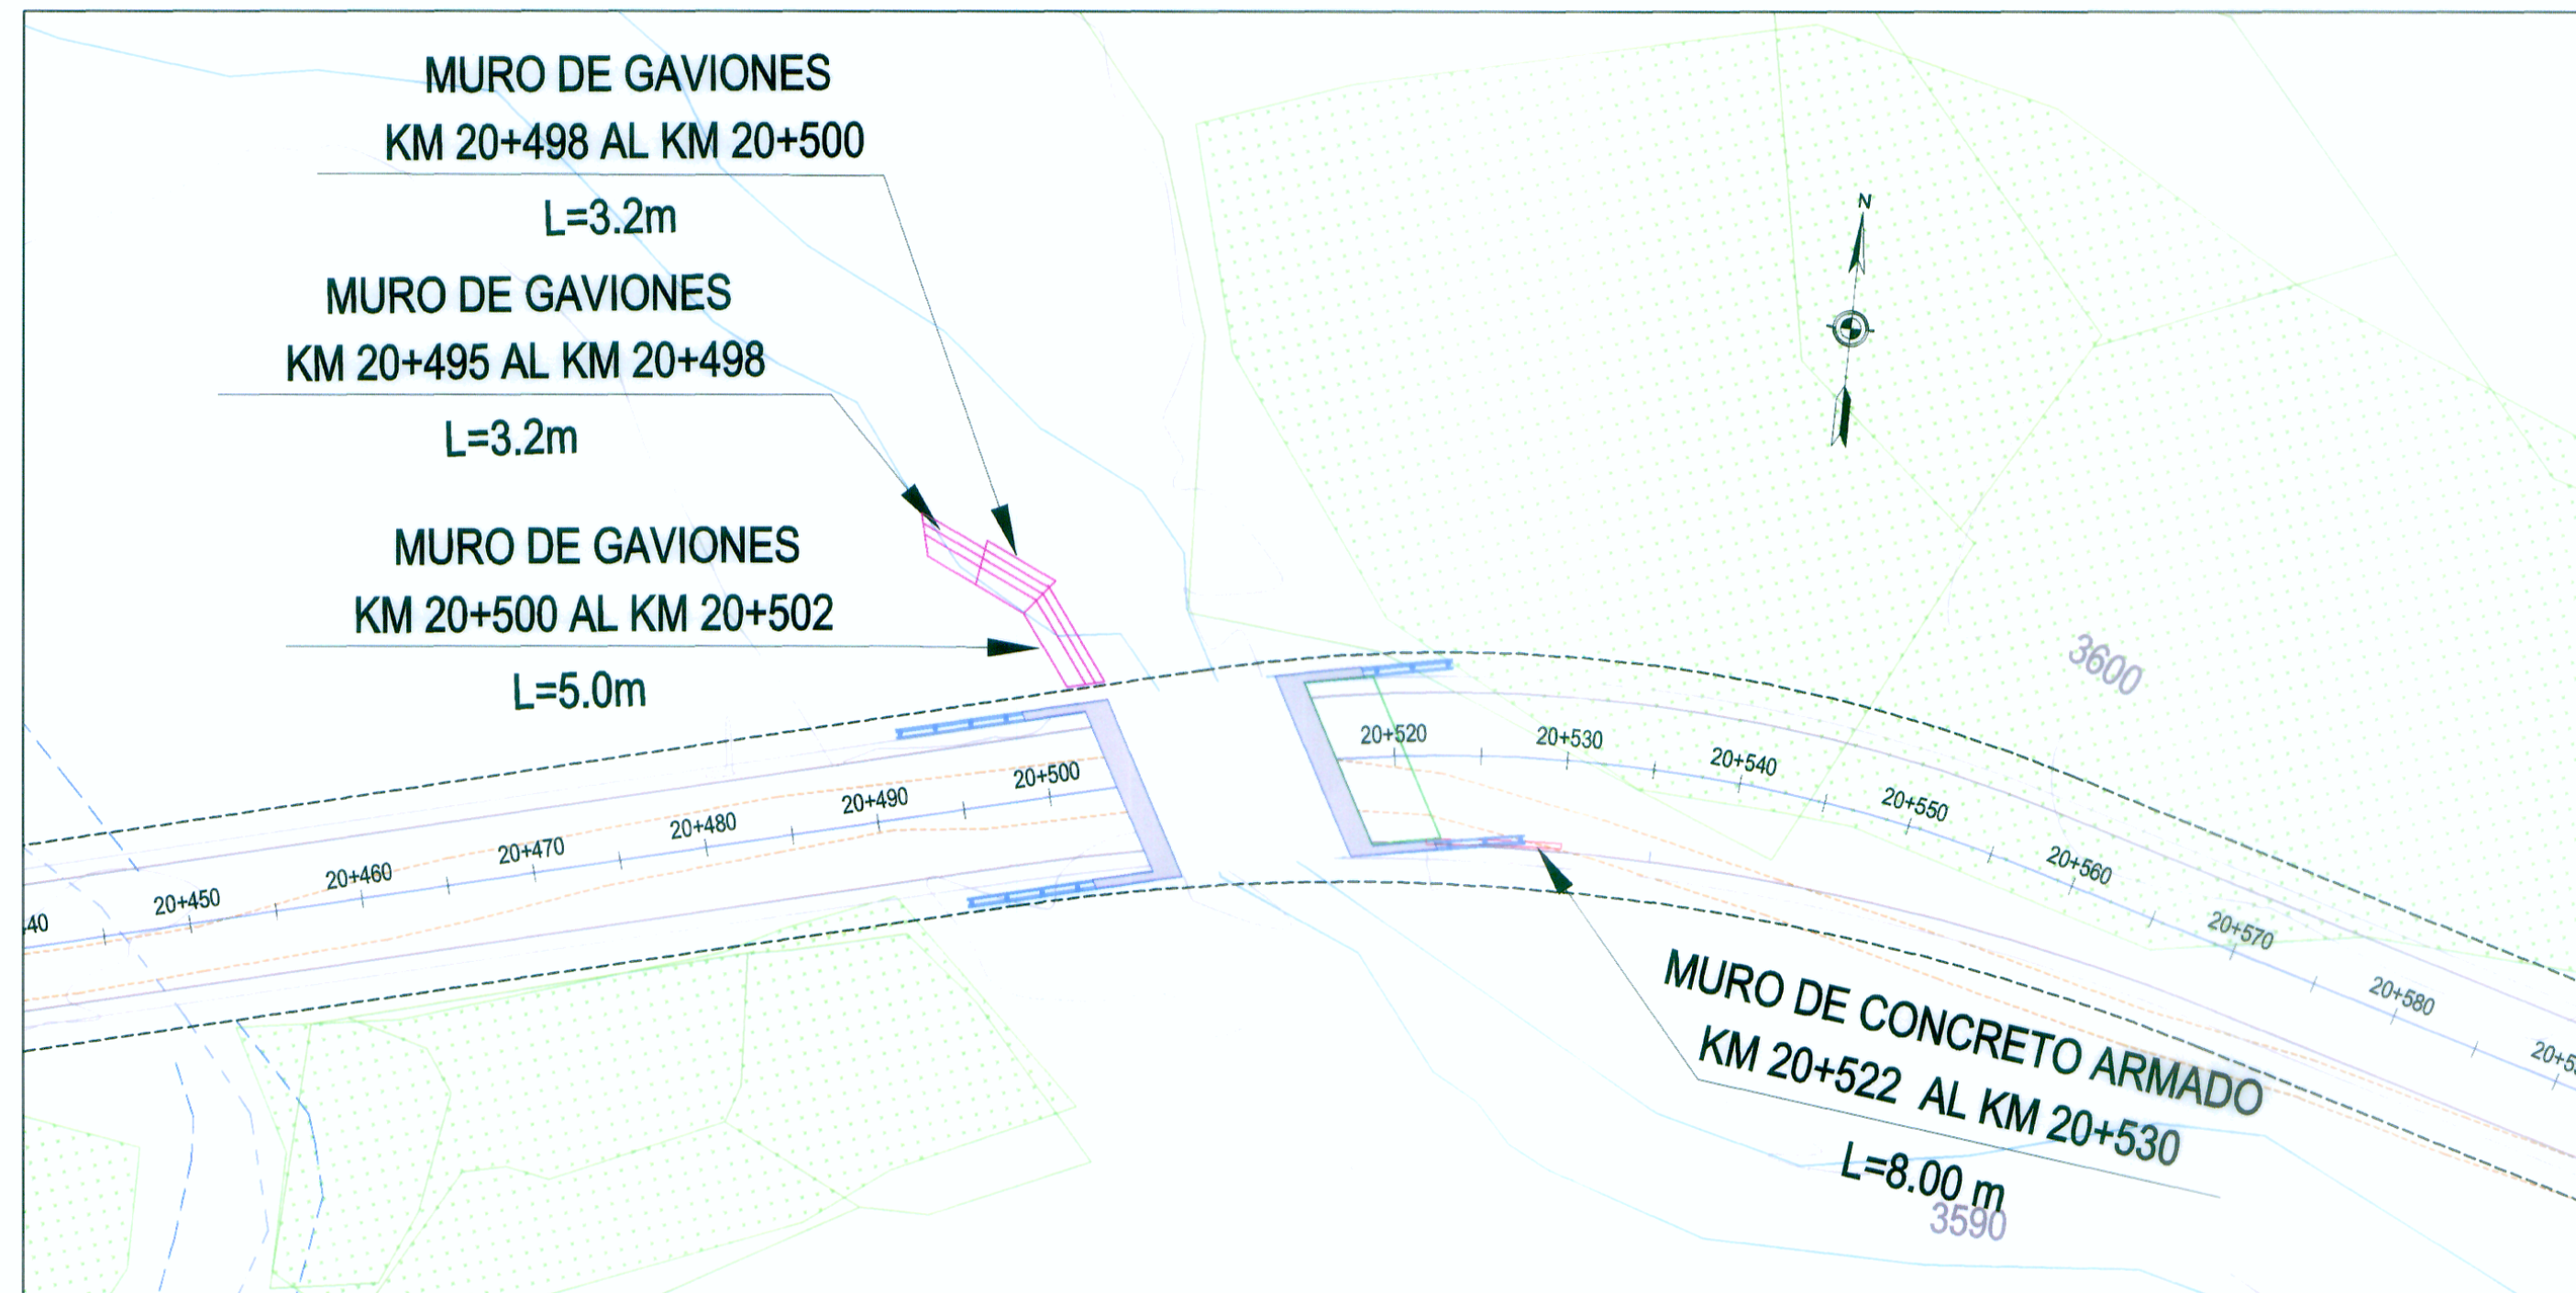 MURO DE GAVIONES
KM 20+498 AL KM 20+500
L=3.2m
MURO DE GAVIONES
KM 20+495 AL KM 20+498
L=3.2m
MURO DE GAVIONES
KM 20+500 AL KM 20+502
L=5.0m
N
3600
40
20+450
20+460
20+470
20+480
20+490
20+500
20+520
20+530
20+540
20+550
20+560
20+570
20+580
MURO DE CONCRETO ARMADO
KM 20+522 AL KM 20+530
L=8.00 m
3590